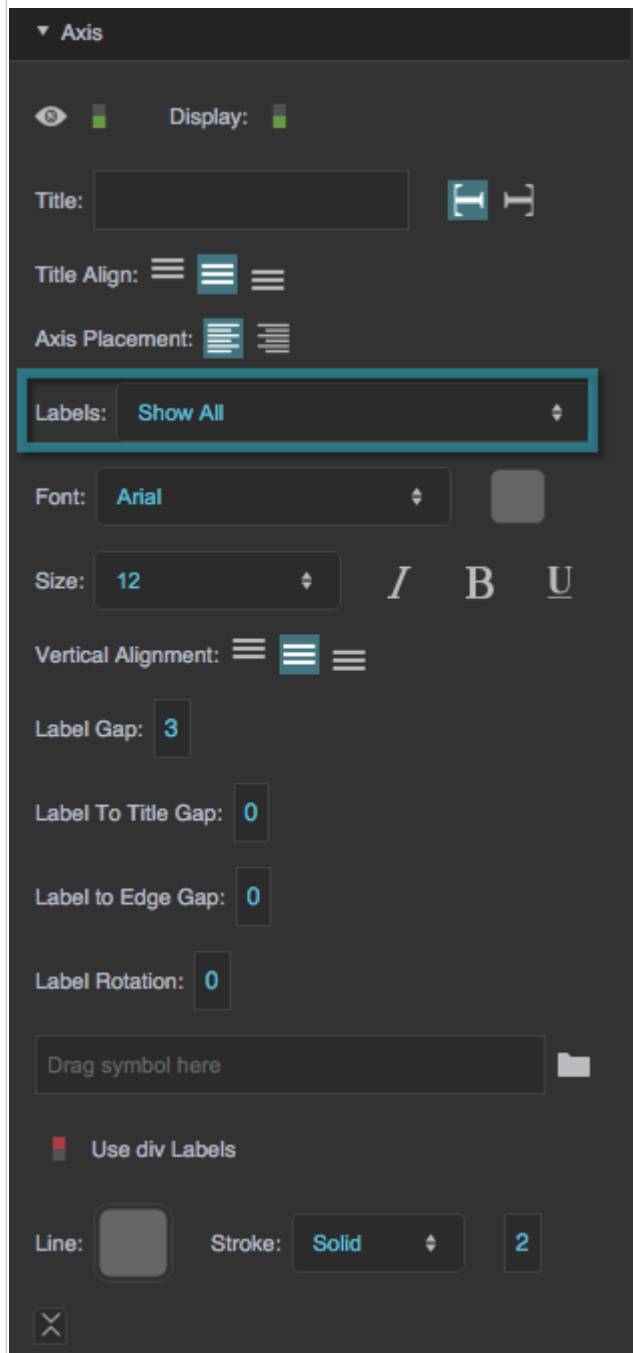 Axis
Display:
Title:
Title Align:
Axis Placement:
Labels: Show All
Font: Arial
Size: 12 I B U
Vertical Alignment:
Label Gap: 3
Label To Title Gap: 0
Label to Edge Gap: 0
Label Rotation: 0
Drag symbol here
Use div Labels
Line: Stroke: Solid 2